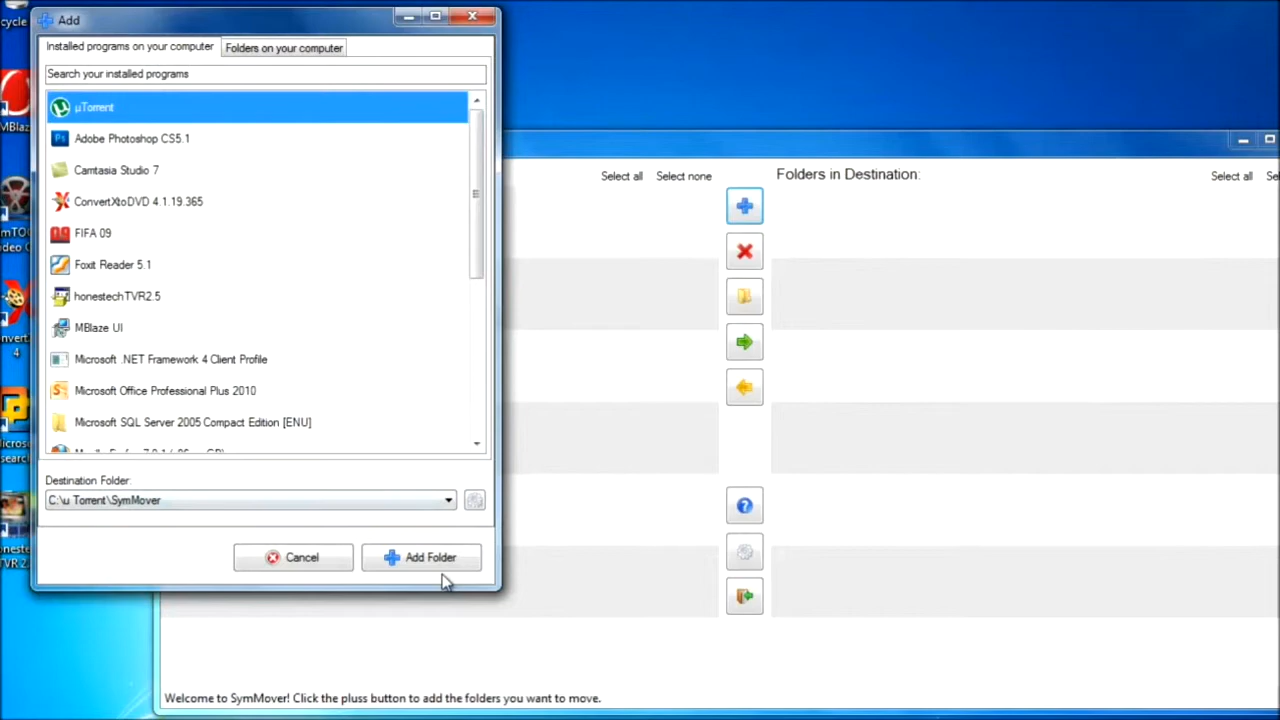 Add
Installed programs on your computer
Folders on your computer
Search your installed programs
µTorrent
Adobe Photoshop CS5.1
Camtasia Studio 7
ConvertXtoDVD 4.1.19.365
FIFA 09
Foxit Reader 5.1
honestechTVR2.5
MBlaze UI
Microsoft .NET Framework 4 Client Profile
Microsoft Office Professional Plus 2010
Microsoft SQL Server 2005 Compact Edition [ENU]
Destination Folder:
C:\u Torrent\SymMover
Cancel
Add Folder
Select all Select none
Folders in Destination:
Select all
Welcome to SymMover! Click the pluss button to add the folders you want to move.